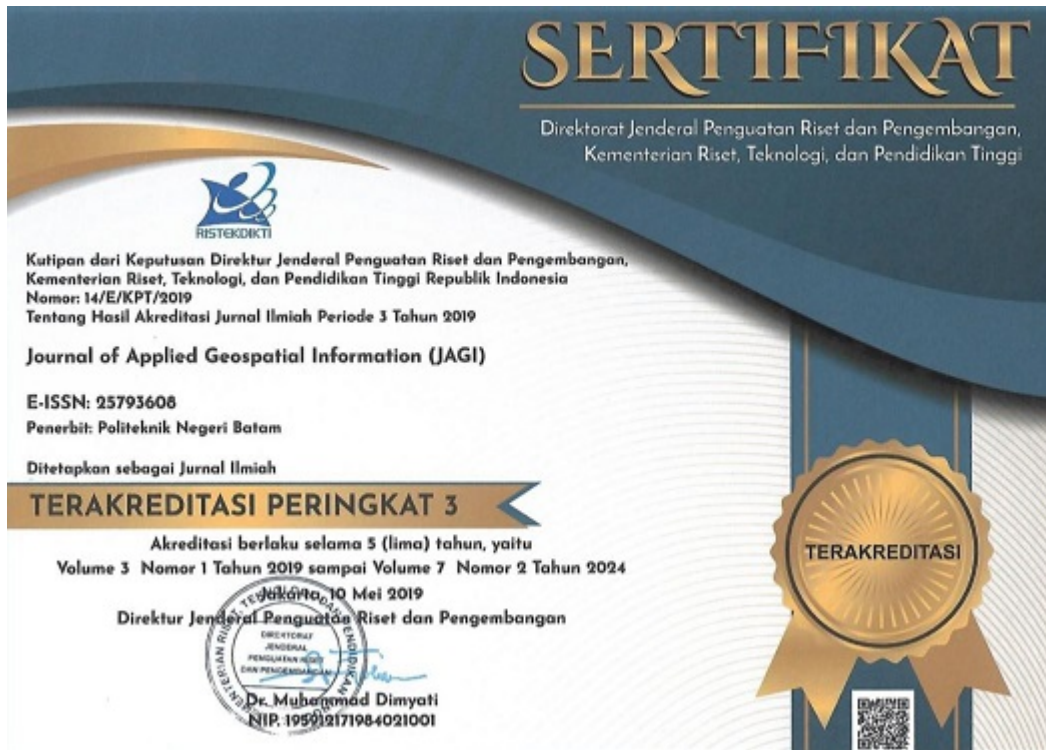 SERTIFIKAT
Direktorat Jenderal Penguatan Riset dan Pengembangan,
Kementerian Riset, Teknologi, dan Pendidikan Tinggi
RISTEKDIKTI
Kutipan dari Keputusan Direktur Jenderal Penguatan Riset dan Pengembangan,
Kementerian Riset, Teknologi, dan Pendidikan Tinggi Republik Indonesia
Nomor: 14/E/KPT/2019
Tentang Hasil Akreditasi Jurnal Ilmiah Periode 3 Tahun 2019
Journal of Applied Geospatial Information (JAGI)
E-ISSN: 25793608
Penerbit: Politeknik Negeri Batam
Ditetapkan sebagai Jurnal Ilmiah
TERAKREDITASI PERINGKAT 3
Akreditasi berlaku selama 5 (lima) tahun, yaitu
Volume 3 Nomor 1 Tahun 2019 sampai Volume 7 Nomor 2 Tahun 2024
Jakarta, 10 Mei 2019
Direktur Jenderal Penguatan Riset dan Pengembangan
DIREKTORAT
JENDERAL
PENGUATAN RISET
DAN PENGEMBANGAN
Dr. Muhammad Dimyati
NIP. 195912171984021001
TERAKREDITASI